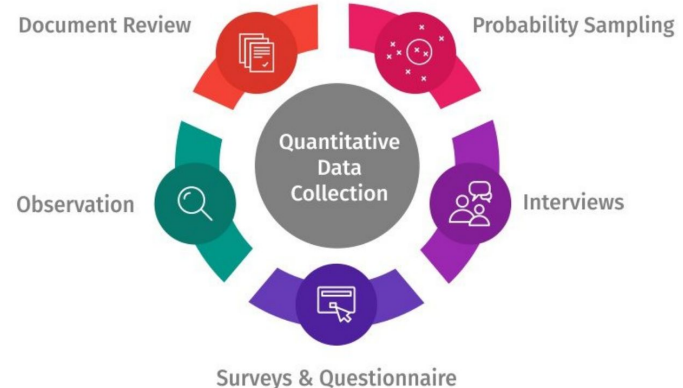 Document Review
Probability Sampling
Quantitative
Data
Collection
Observation
Interviews
Surveys & Questionnaire